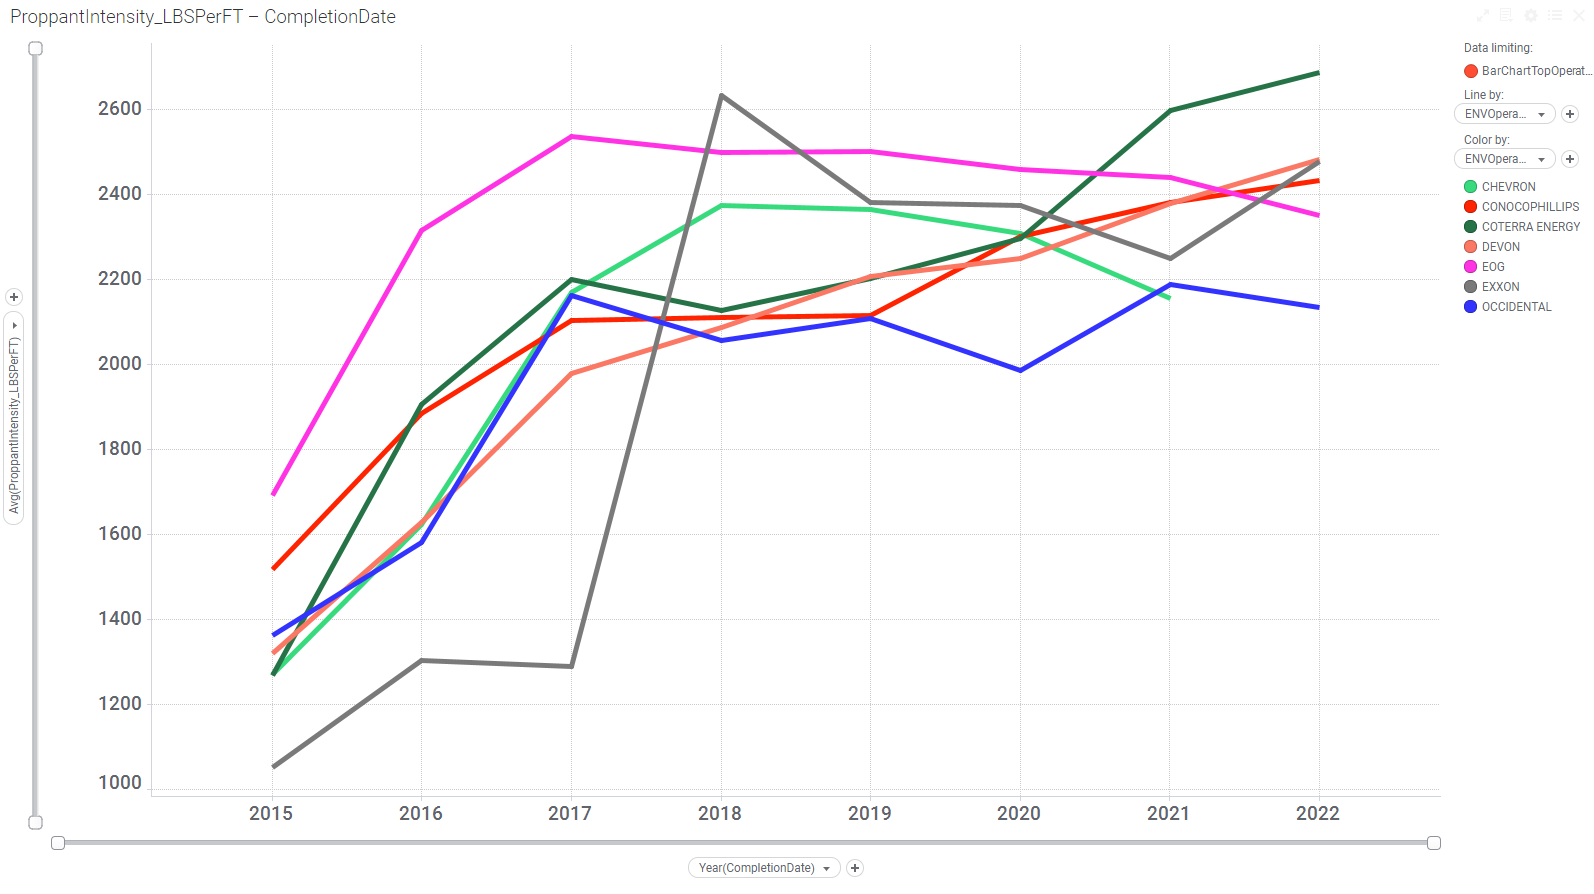 ProppantIntensity_LBSPerFT – CompletionDate
Data limiting:
BarChartTopOperat...
Line by:
ENVOpera...
Color by:
ENVOpera...
CHEVRON
CONOCOPHILLIPS
COTERRA ENERGY
DEVON
EOG
EXXON
OCCIDENTAL
Avg(ProppantIntensity_LBSPerFT)
2600
2400
2200
2000
1800
1600
1400
1200
1000
2015 2016 2017 2018 2019 2020 2021 2022
Year(CompletionDate)